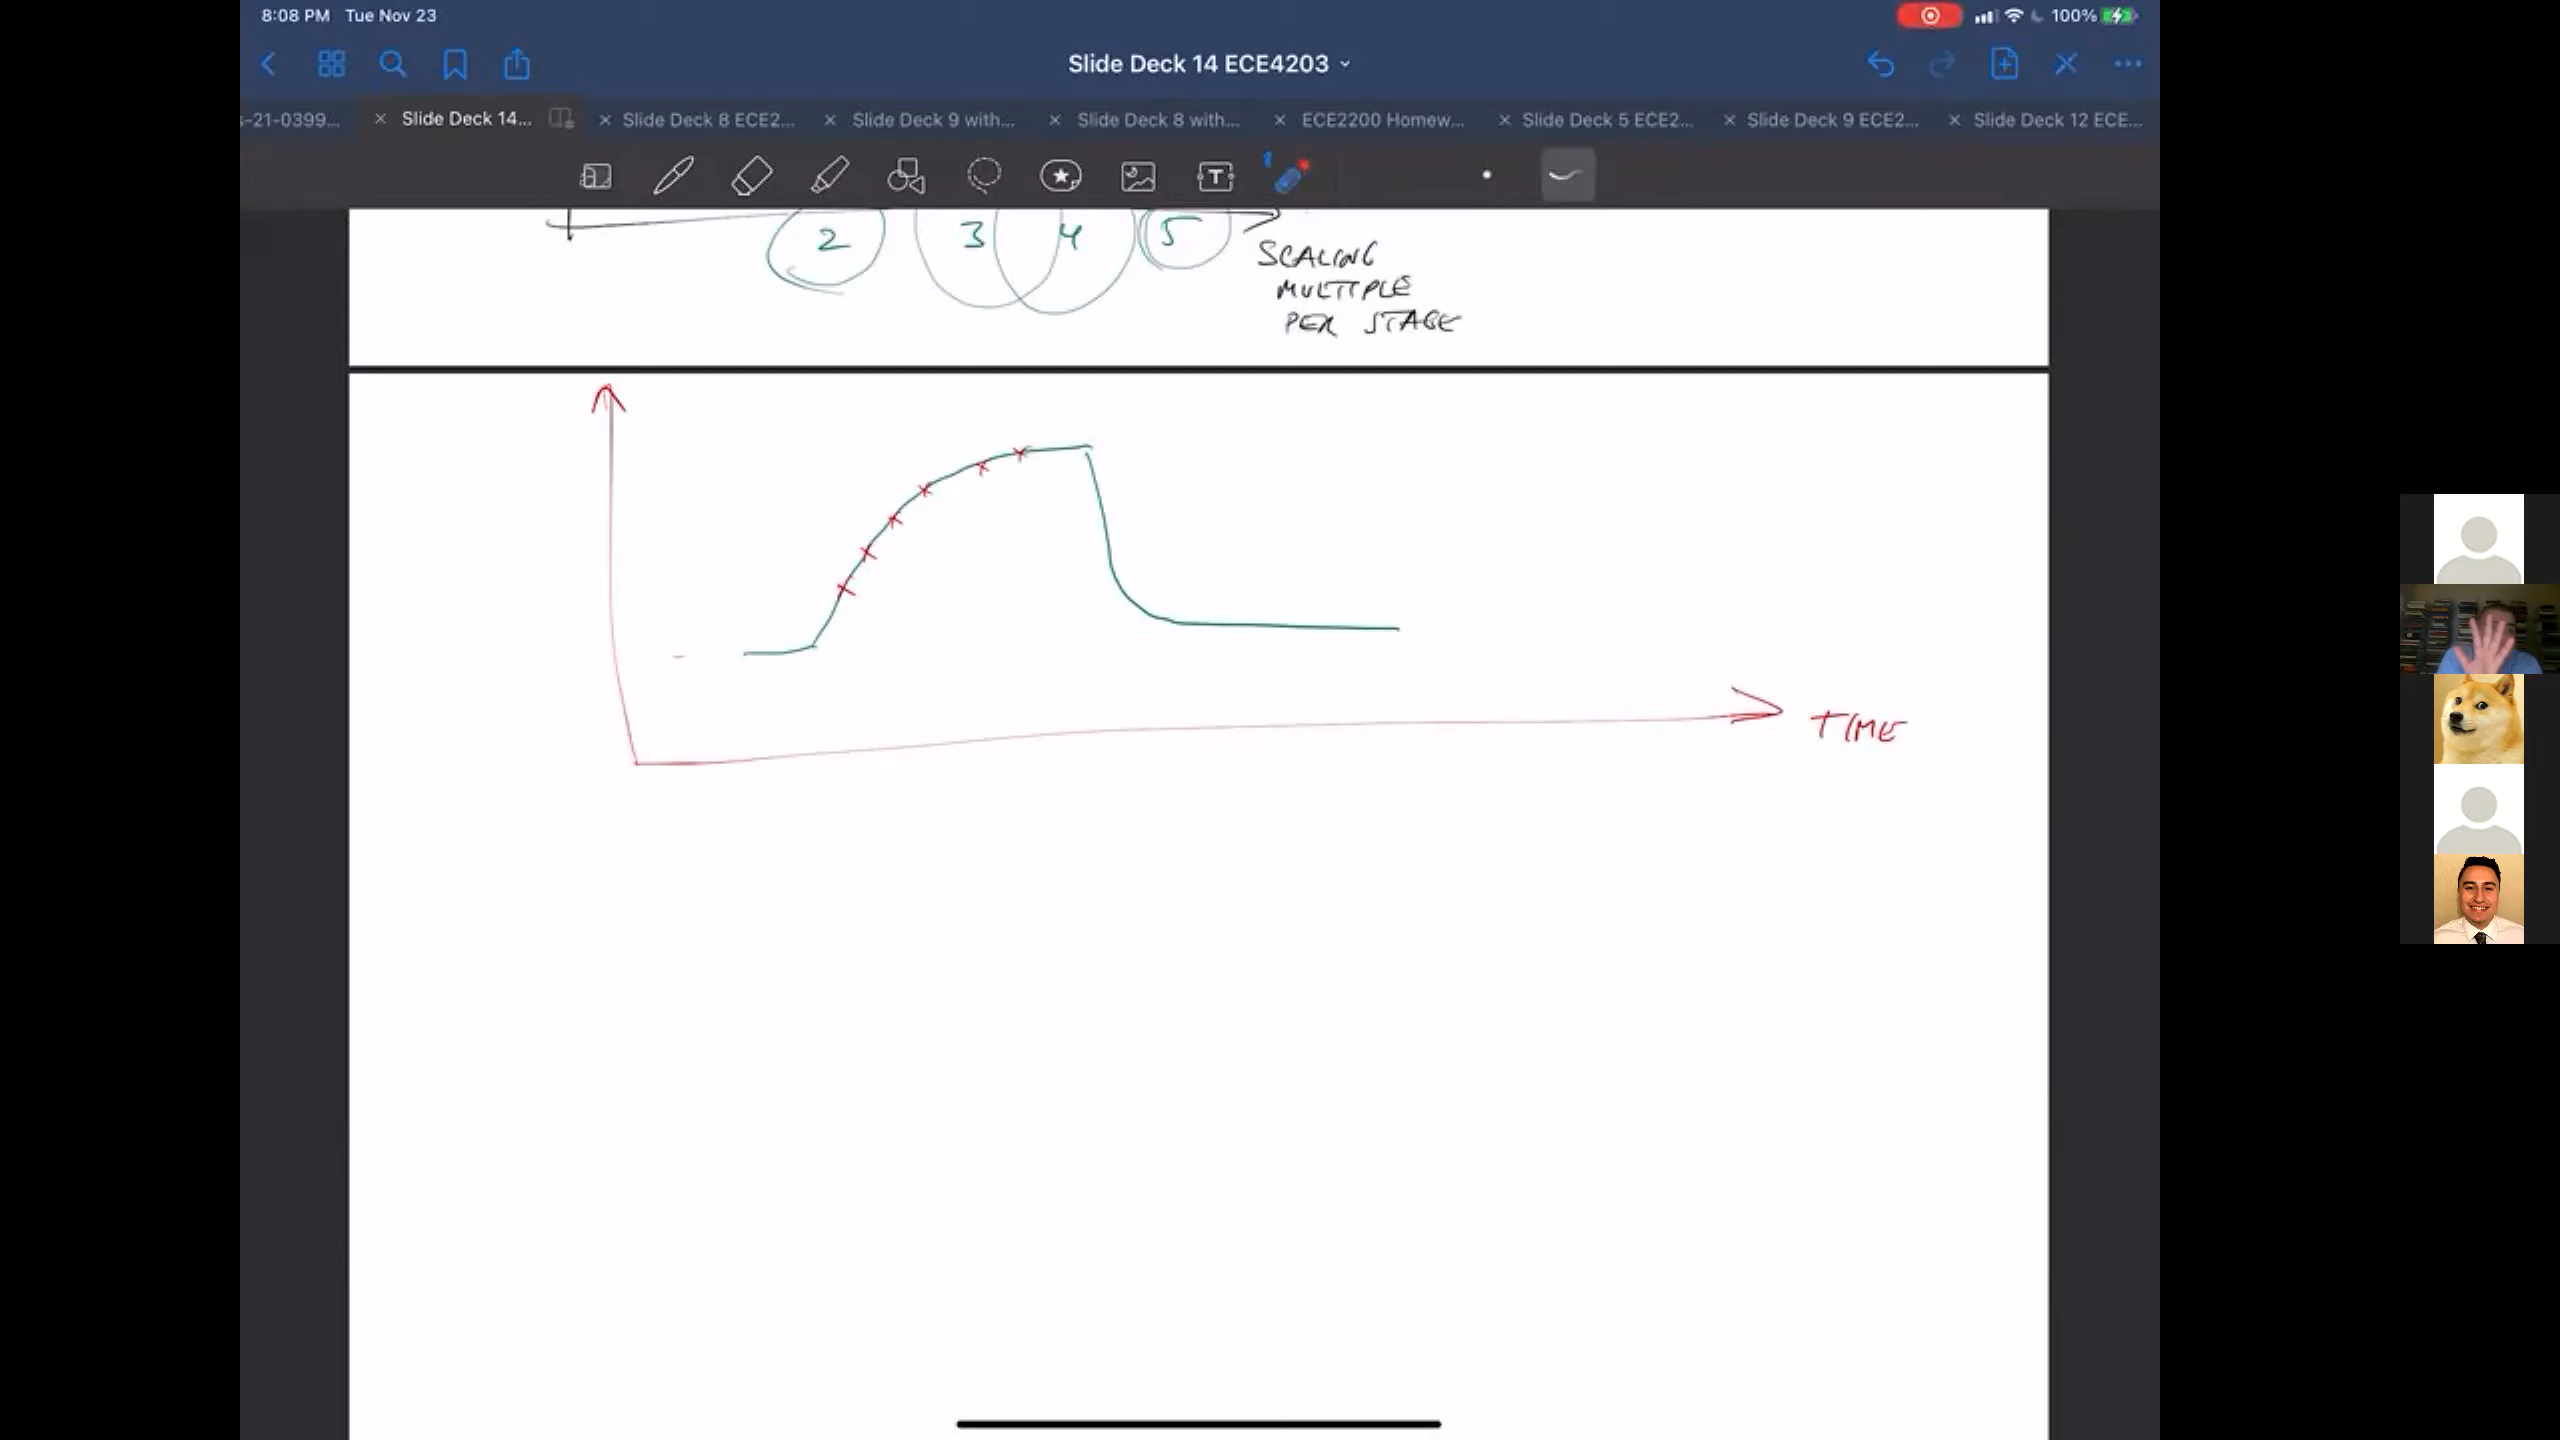 8:08 PM Tue Nov 23
100%
Slide Deck 14 ECE4203
s-21-0399...
Slide Deck 14...
Slide Deck 8 ECE2...
Slide Deck 9 with...
Slide Deck 8 with...
ECE2200 Homew...
Slide Deck 5 ECE2...
Slide Deck 9 ECE2...
Slide Deck 12 ECE...
T
2 3 4 5
SCALING
MULTIPLE
PER STAGE
TIME